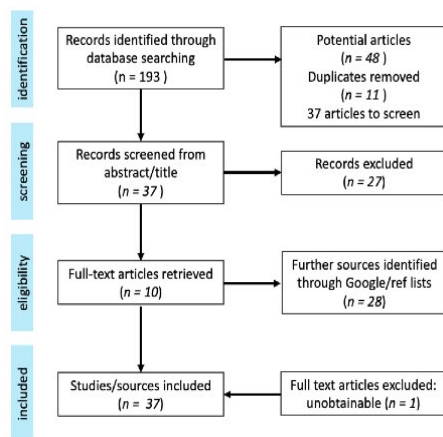 identification
Records identified through
database searching
(n = 193 )
Potential articles
(n = 48 )
Duplicates removed
(n = 11 )
37 articles to screen
screening
Records screened from
abstract/title
(n = 37 )
Records excluded
(n = 27)
eligibility
Full-text articles retrieved
(n = 10)
Further sources identified
through Google/ref lists
(n = 28)
included
Studies/sources included
n = 37)
Full text articles excluded:
unobtainable (n = 1)